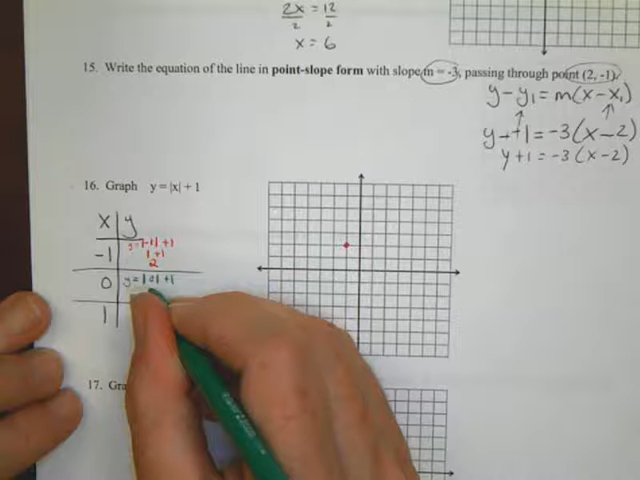 2x = 12
2 2
x = 6
15. Write the equation of the line in point-slope form with slope m = -3, passing through point (2, -1).
y - y₁ = m(x - x₁)
y - +1 = -3(x - 2)
y + 1 = -3(x - 2)
16. Graph y = |x| + 1
x y
-1 y = |-1| + 1
1 + 1
2
0 y = |0| + 1
1
17. Gra